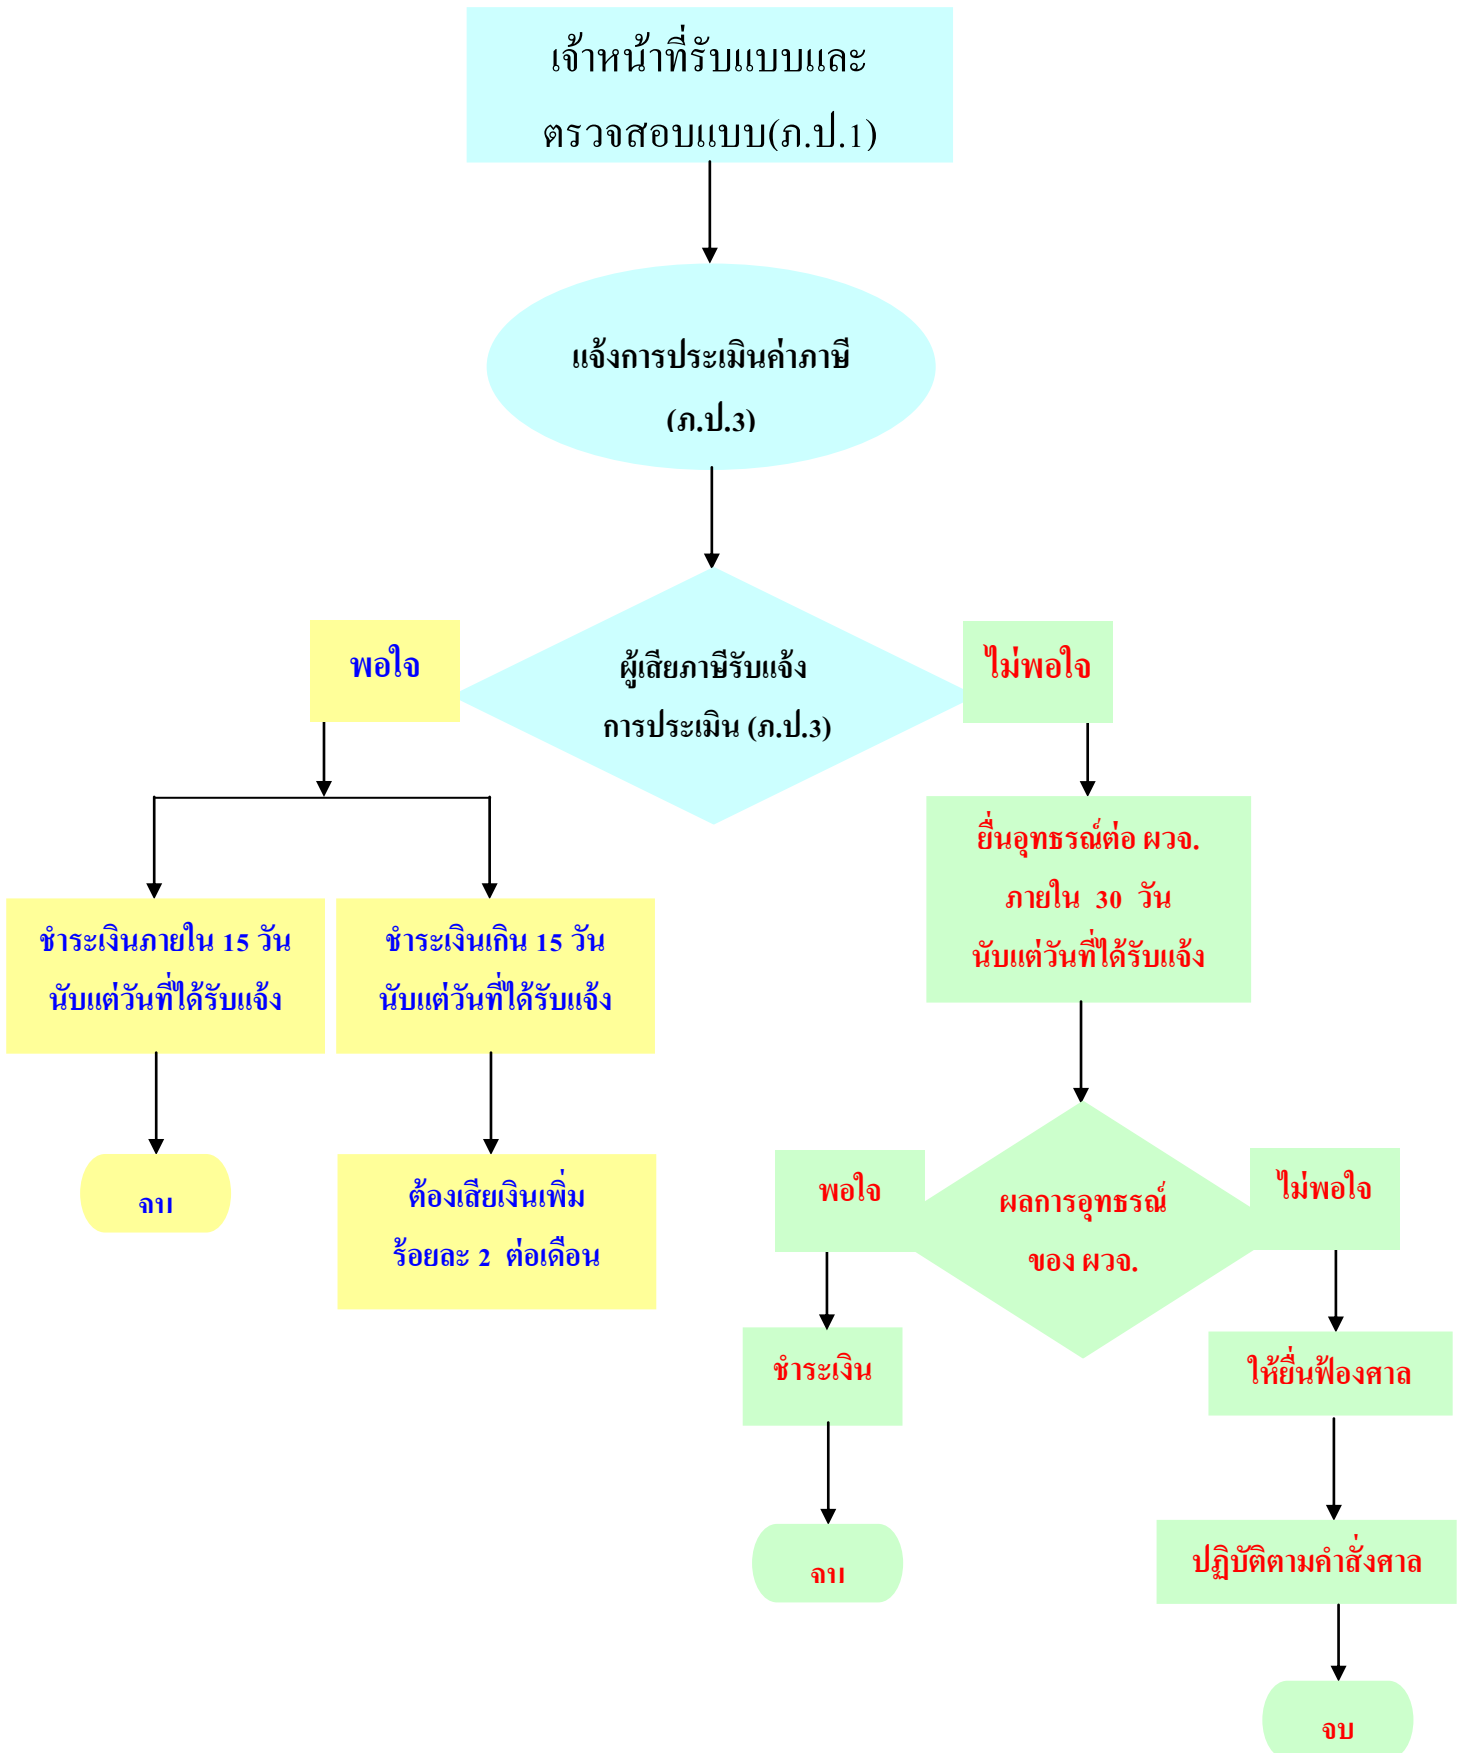 เจ้าหน้าที่รับแบบและ
ตรวจสอบแบบ(ภ.ป.1)
แจ้งการประเมินค่าภาษี
(ภ.ป.3)
พอใจ
ผู้เสียภาษีรับแจ้ง
การประเมิน (ภ.ป.3)
ไม่พอใจ
ชำระเงินภายใน 15 วัน
นับแต่วันที่ได้รับแจ้ง
ชำระเงินเกิน 15 วัน
นับแต่วันที่ได้รับแจ้ง
ยื่นอุทธรณ์ต่อ ผวจ.
ภายใน 30 วัน
นับแต่วันที่ได้รับแจ้ง
จบ
ต้องเสียเงินเพิ่ม
ร้อยละ 2 ต่อเดือน
พอใจ
ผลการอุทธรณ์
ของ ผวจ.
ไม่พอใจ
ชำระเงิน
ให้ยื่นฟ้องศาล
จบ
ปฏิบัติตามคำสั่งศาล
จบ